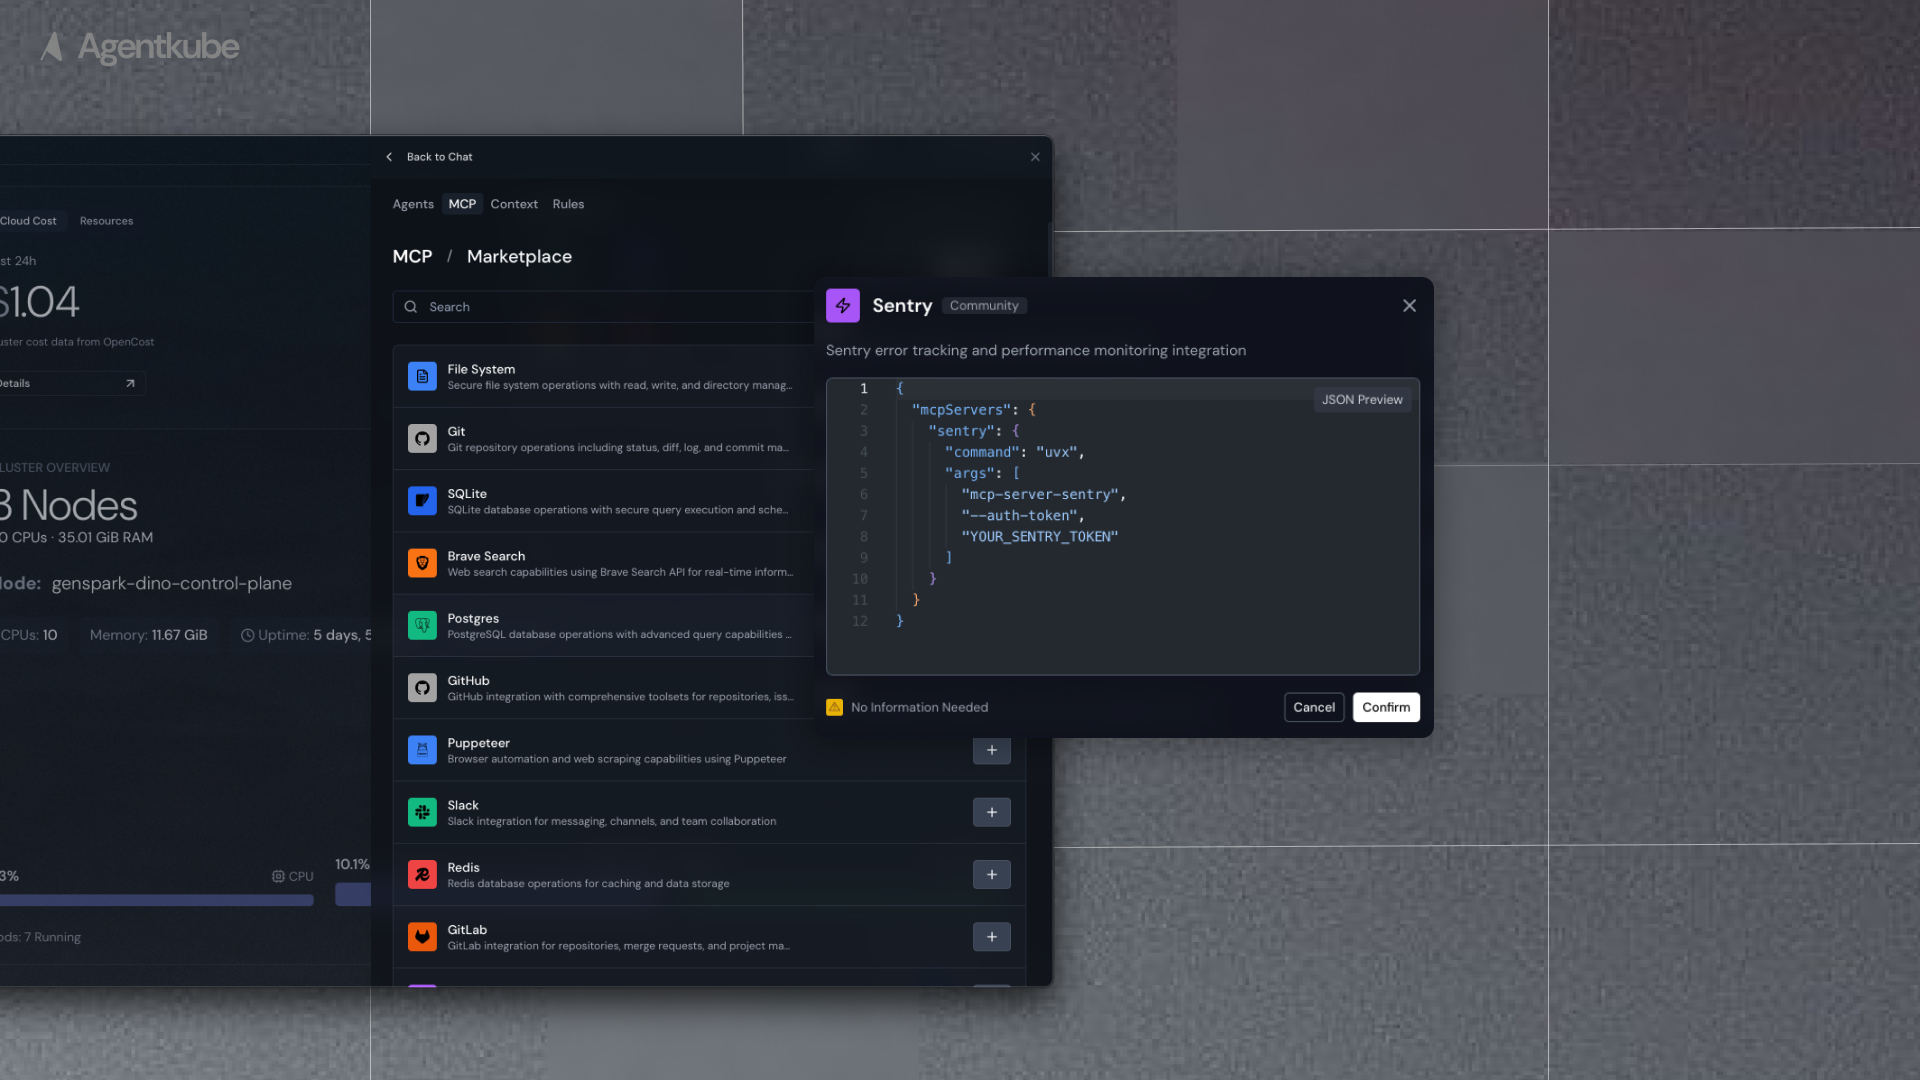 Agentkube
Back to Chat
Agents MCP Context Rules
MCP / Marketplace
Search
File System
Secure file system operations with read, write, and directory manag...
Git
Git repository operations including status, diff, log, and commit ma...
SQLite
SQLite database operations with secure query execution and sche...
Brave Search
Web search capabilities using Brave Search API for real-time inform...
Postgres
PostgreSQL database operations with advanced query capabilities ...
GitHub
GitHub integration with comprehensive toolsets for repositories, iss...
Puppeteer
Browser automation and web scraping capabilities using Puppeteer
Slack
Slack integration for messaging, channels, and team collaboration
Redis
Redis database operations for caching and data storage
GitLab
GitLab integration for repositories, merge requests, and project ma...
Cloud Cost Resources
st 24h
$1.04
uster cost data from OpenCost
Details
LUSTER OVERVIEW
3 Nodes
0 CPUs · 35.01 GiB RAM
lode: genspark-dino-control-plane
CPUs: 10 Memory: 11.67 GiB Uptime: 5 days, 5
3% CPU 10.1%
ods: 7 Running
Sentry Community
Sentry error tracking and performance monitoring integration
JSON Preview
1 {
2 "mcpServers": {
3 "sentry": {
4 "command": "uvx",
5 "args": [
6 "mcp-server-sentry",
7 "--auth-token",
8 "YOUR_SENTRY_TOKEN"
9 ]
10 }
11 }
12 }
No Information Needed
Cancel Confirm